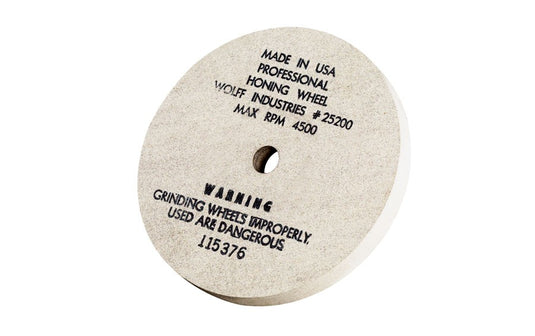 MADE IN USA
PROFESSIONAL
HONING WHEEL
WOLFF INDUSTRIES #25200
MAX RPM 4500
WARNING
GRINDING WHEELS IMPROPERLY,
USED ARE DANGEROUS
115376